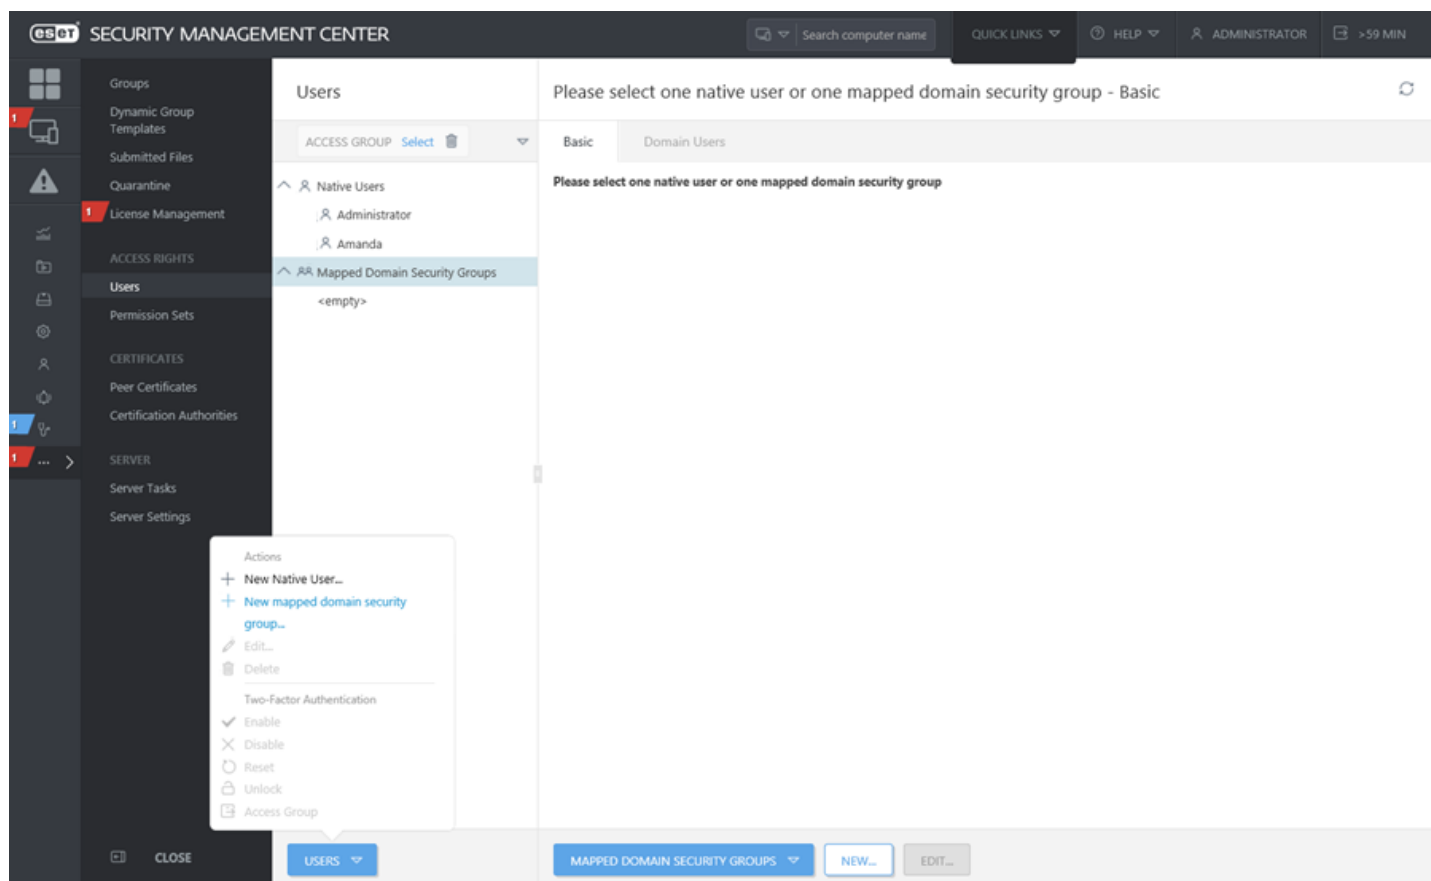 eset SECURITY MANAGEMENT CENTER
Search computer name
QUICK LINKS
HELP
ADMINISTRATOR
>59 MIN
1
1
1
1
...
Groups
Dynamic Group
Templates
Submitted Files
Quarantine
License Management
ACCESS RIGHTS
Users
Permission Sets
CERTIFICATES
Peer Certificates
Certification Authorities
SERVER
Server Tasks
Server Settings
CLOSE
Users
ACCESS GROUP Select
Native Users
Administrator
Amanda
Mapped Domain Security Groups
<empty>
Actions
New Native User...
New mapped domain security
group...
Edit...
Delete
Two-Factor Authentication
Enable
Disable
Reset
Unlock
Access Group
USERS
Please select one native user or one mapped domain security group - Basic
Basic
Domain Users
Please select one native user or one mapped domain security group
MAPPED DOMAIN SECURITY GROUPS
NEW...
EDIT...